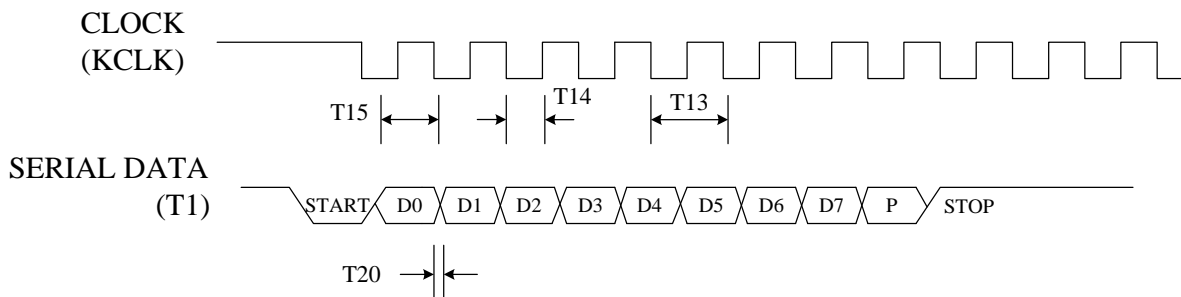 CLOCK
(KCLK)
T15
T14
T13
SERIAL DATA
(T1)
START
D0
D1
D2
D3
D4
D5
D6
D7
P
STOP
T20